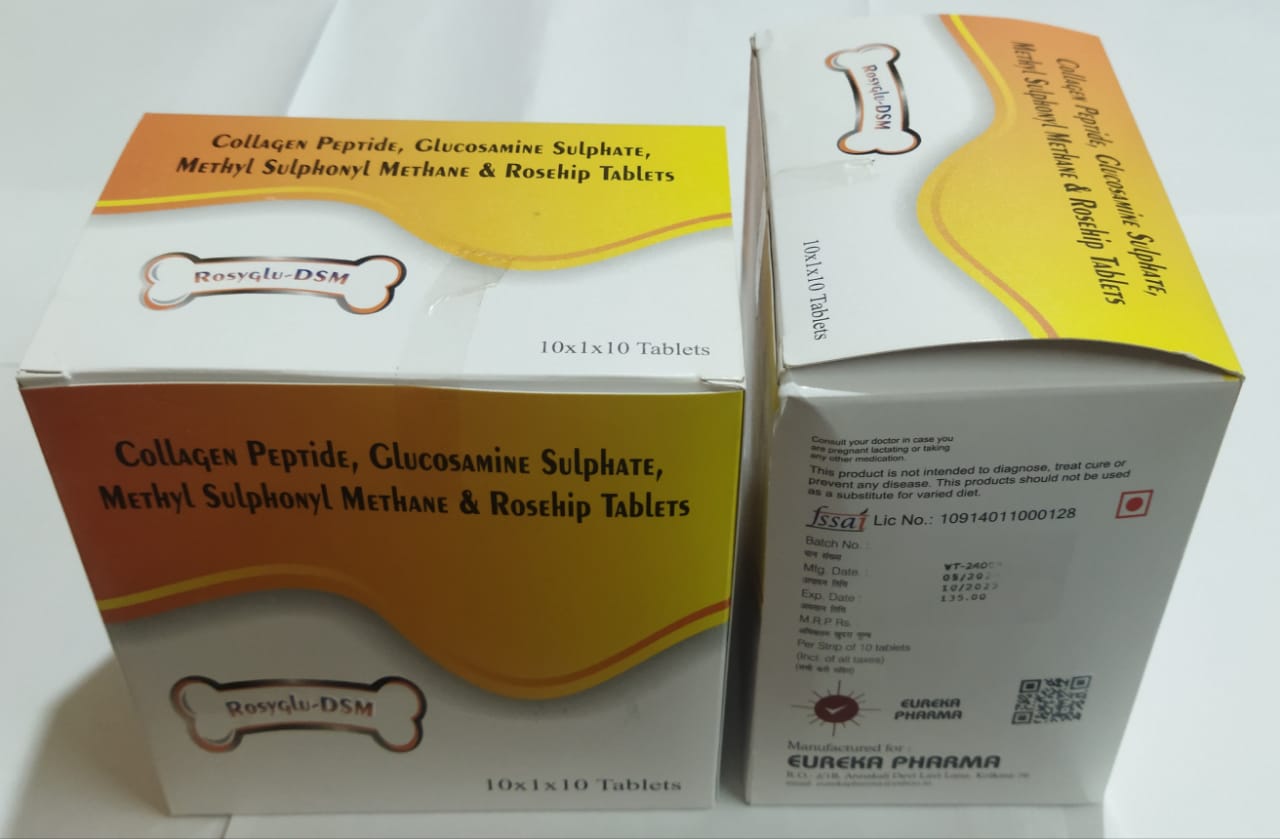 Collagen Peptide, Glucosamine Sulphate,
Methyl Sulphonyl Methane & Rosehip Tablets
Rosyglu-DSM
10x1x10 Tablets
Collagen Peptide, Glucosamine Sulphate,
Methyl Sulphonyl Methane & Rosehip Tablets
Rosyglu-DSM
10x1x10 Tablets
Rosyglu-DSM
Collagen Peptide, Glucosamine Sulphate,
Methyl Sulphonyl Methane & Rosehip Tablets
10x1x10 Tablets
Consult your doctor in case you
are pregnant lactating or taking
any other medication.
This product is not intended to diagnose, treat cure or
prevent any disease. This products should not be used
as a substitute for varied diet.
fssai Lic No.: 10914011000128
Batch No. :
Mfg. Date. :
Exp. Date :
135.00
M.R.P Rs.
Per Strip of 10 tablets
(Incl. of all taxes)
EUREKA
PHARMA
Manufactured for :
EUREKA PHARMA